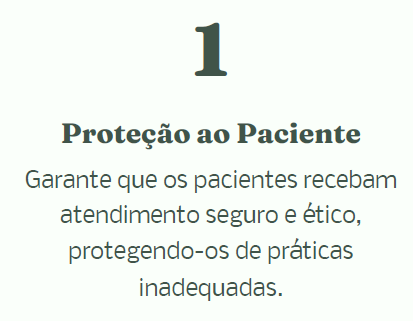 1
Proteção ao Paciente
Garante que os pacientes recebam
atendimento seguro e ético,
protegendo-os de práticas
inadequadas.